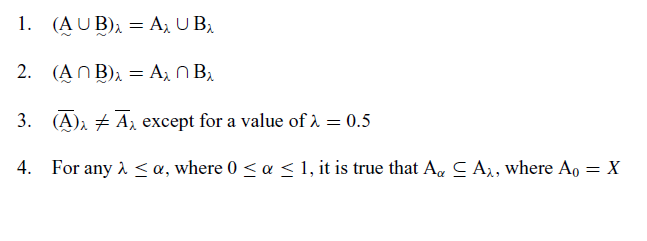 1. (A̰ ∪ B̰)λ = Aλ ∪ Bλ
2. (A̰ ∩ B̰)λ = Aλ ∩ Bλ
3. (A̰̅)λ ≠ A̅λ except for a value of λ = 0.5
4. For any λ ≤ α, where 0 ≤ α ≤ 1, it is true that Aα ⊆ Aλ, where A₀ = X